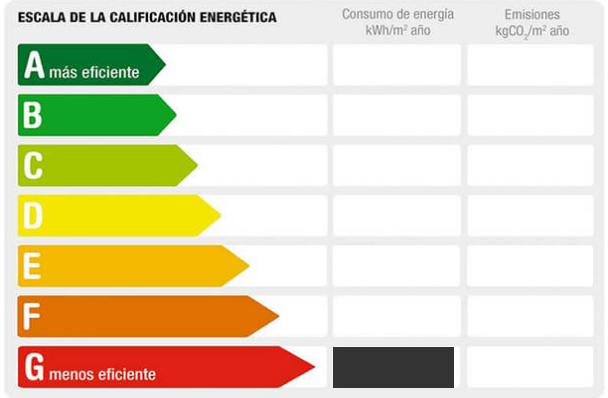 ESCALA DE LA CALIFICACIÓN ENERGÉTICA
Consumo de energía
kWh/m² año
Emisiones
kgCO₂/m² año
A más eficiente
B
C
D
E
F
G menos eficiente